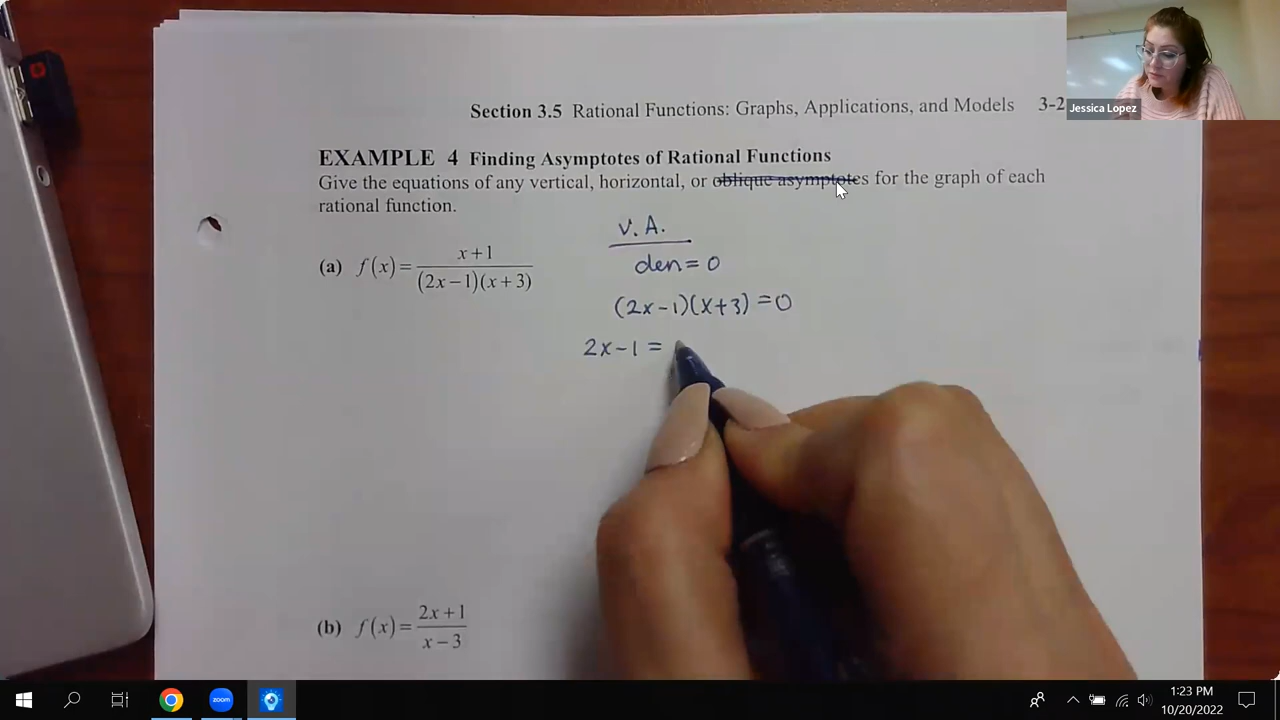 Section 3.5 Rational Functions: Graphs, Applications, and Models 3-2
Jessica Lopez
EXAMPLE 4 Finding Asymptotes of Rational Functions
Give the equations of any vertical, horizontal, or oblique asymptotes for the graph of each
rational function.
V. A.
den = 0
(a) f(x) = x+1 / (2x−1)(x+3)
(2x−1)(x+3) = 0
2x−1 =
(b) f(x) = 2x+1 / x−3
zoom
1:23 PM
10/20/2022